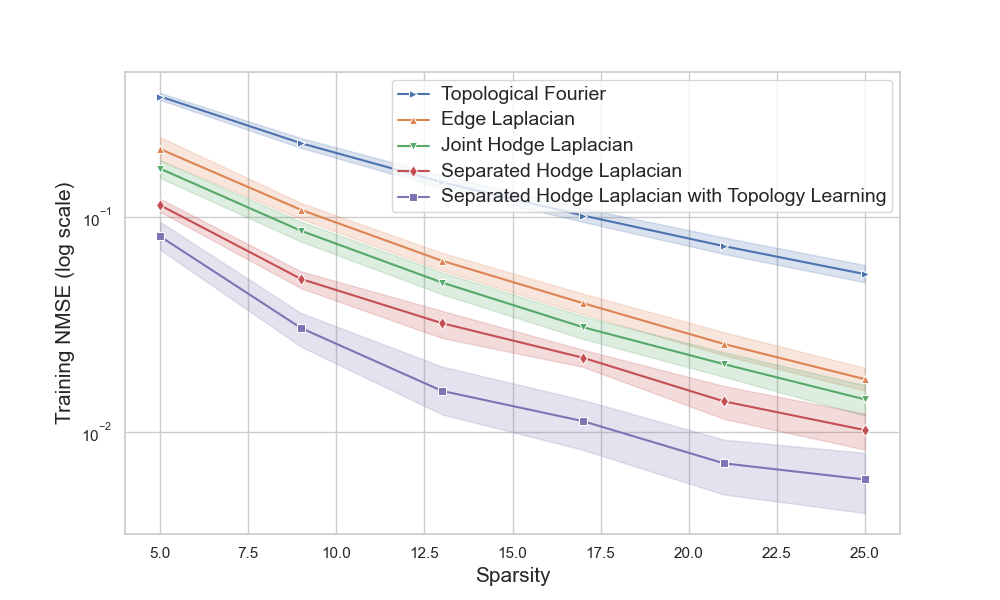 Topological Fourier
Edge Laplacian
Joint Hodge Laplacian
Separated Hodge Laplacian
Separated Hodge Laplacian with Topology Learning
Training NMSE (log scale)
10⁻¹
10⁻²
5.0 7.5 10.0 12.5 15.0 17.5 20.0 22.5 25.0
Sparsity